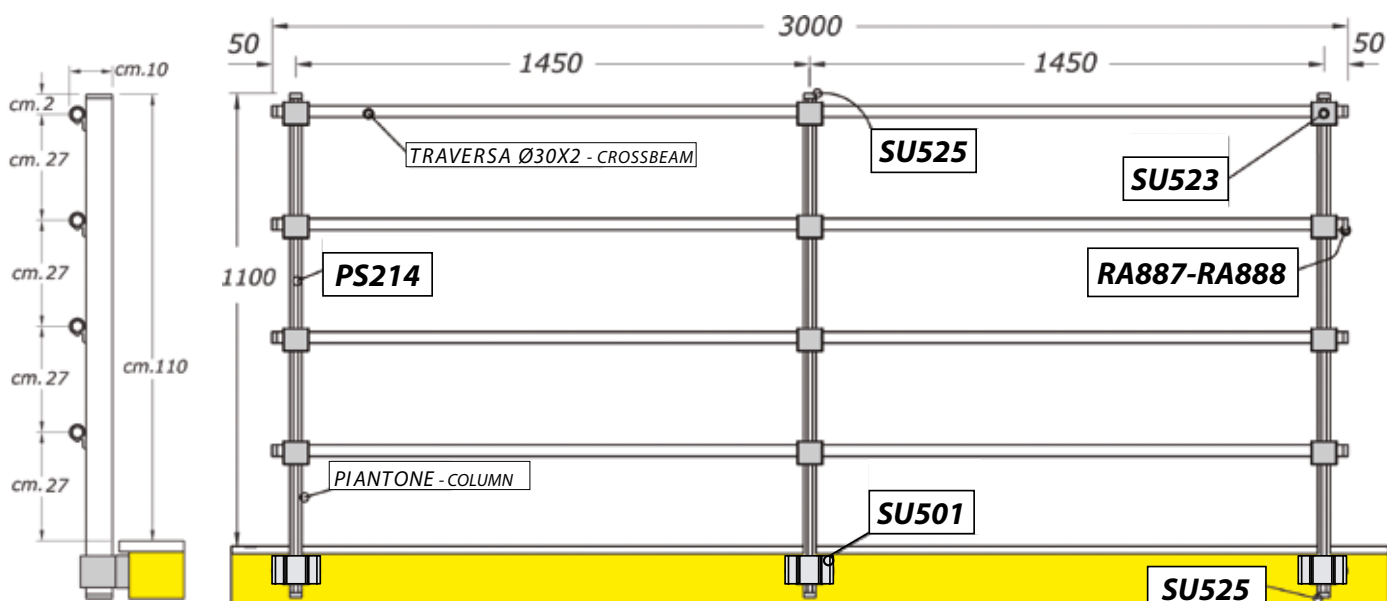 3000
50
50
1450
1450
cm.10
cm.2
SU525
TRAVERSA Ø30X2 - CROSSBEAM
cm. 27
SU523
1100
PS214
cm. 27
RA887-RA888
cm.110
cm. 27
PIANTONE - COLUMN
cm. 27
SU501
SU525